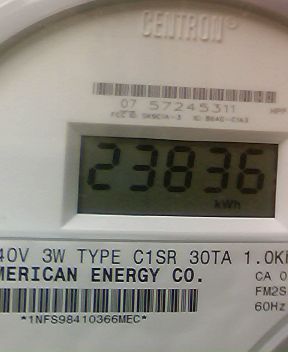 CENTRON®
07 57245311
23836
kWh
40V 3W TYPE C1SR 30TA 1.0K
MERICAN ENERGY CO.
CA 0
FM2S
60Hz
*1NFS98410366MEC*